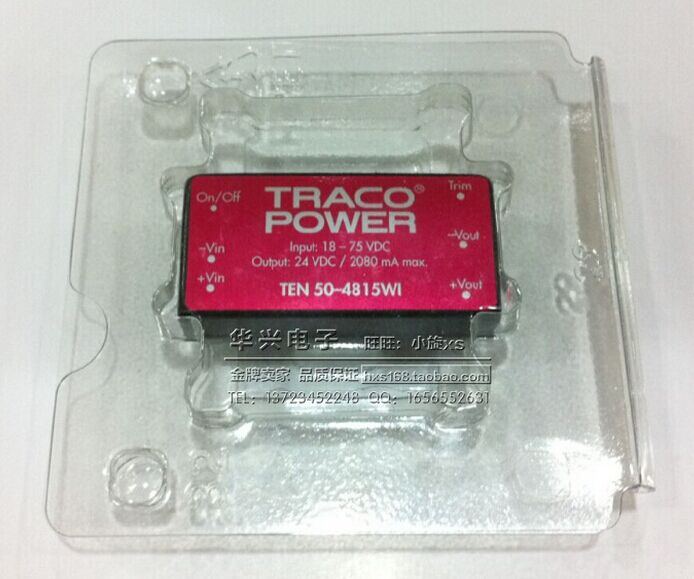 On/Off
TRACO®
Trim
POWER
-Vin
Input: 18 – 75 VDC
-Vout
Output: 24 VDC / 2080 mA max.
+Vin
TEN 50-4815WI
+Vout
华兴电子 旺旺: 小旋xs
金牌卖家 品质保证 hxs168.taobao.com
TEL: 13723452248 QQ: 1656552631